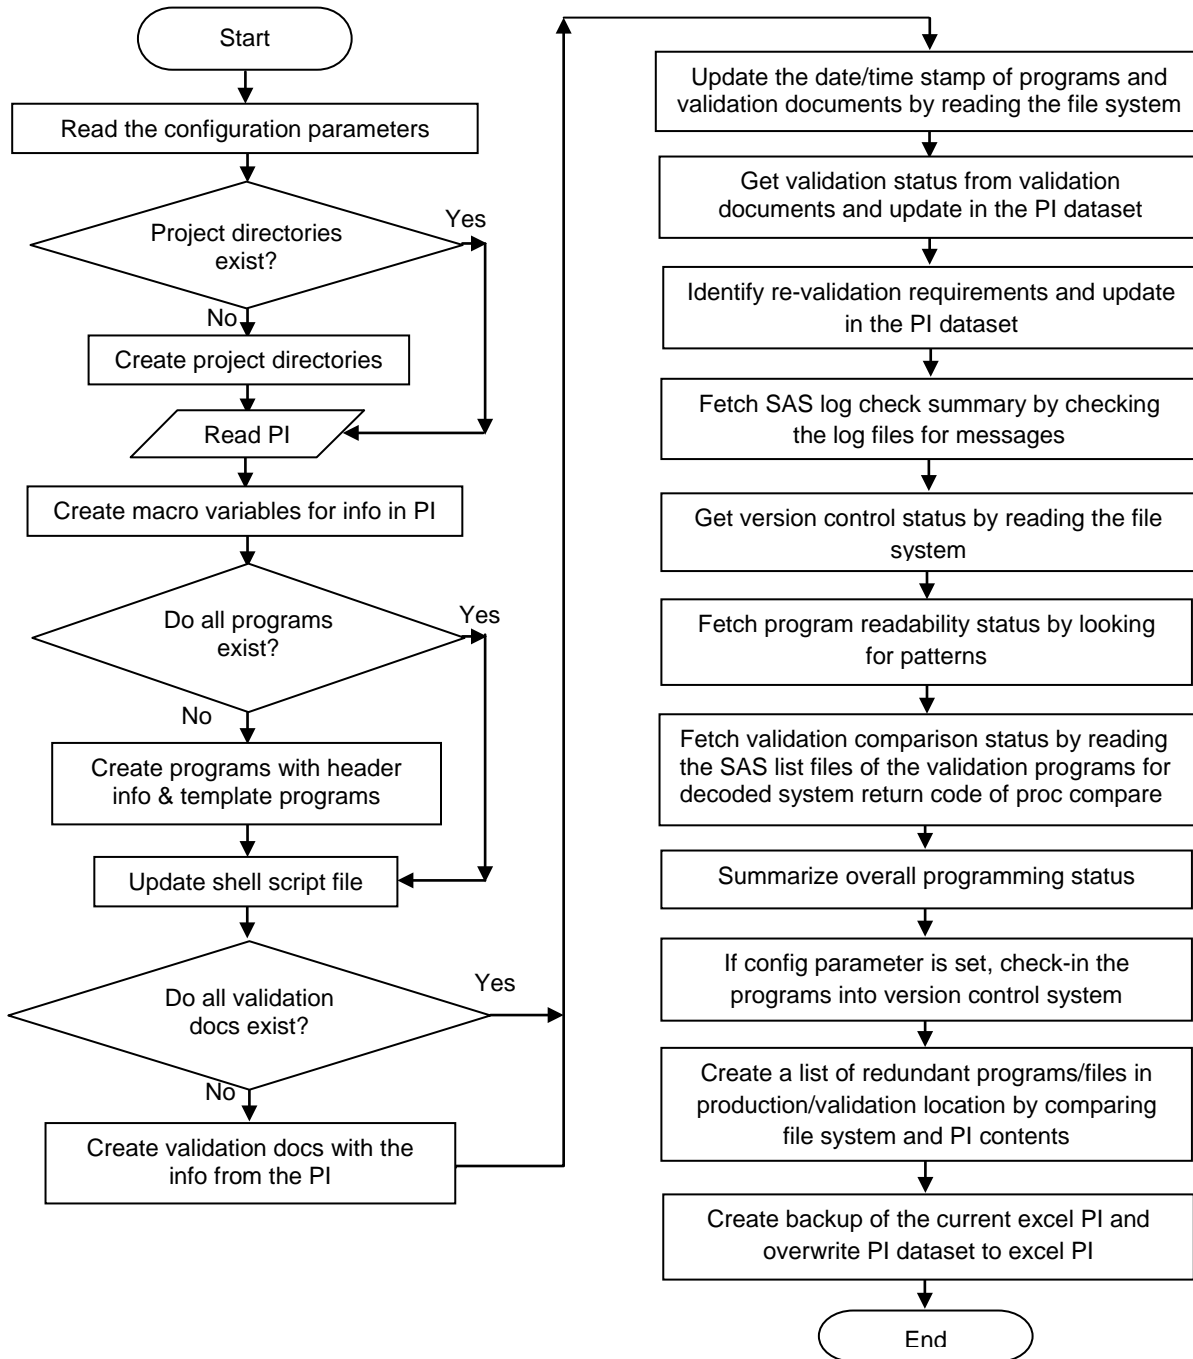 Start
Read the configuration parameters
Project directories
exist?
Yes
No
Create project directories
Read PI
Create macro variables for info in PI
Do all programs
exist?
Yes
No
Create programs with header
info & template programs
Update shell script file
Do all validation
docs exist?
Yes
No
Create validation docs with the
info from the PI
Update the date/time stamp of programs and
validation documents by reading the file system
Get validation status from validation
documents and update in the PI dataset
Identify re-validation requirements and update
in the PI dataset
Fetch SAS log check summary by checking
the log files for messages
Get version control status by reading the file
system
Fetch program readability status by looking
for patterns
Fetch validation comparison status by reading
the SAS list files of the validation programs for
decoded system return code of proc compare
Summarize overall programming status
If config parameter is set, check-in the
programs into version control system
Create a list of redundant programs/files in
production/validation location by comparing
file system and PI contents
Create backup of the current excel PI and
overwrite PI dataset to excel PI
End